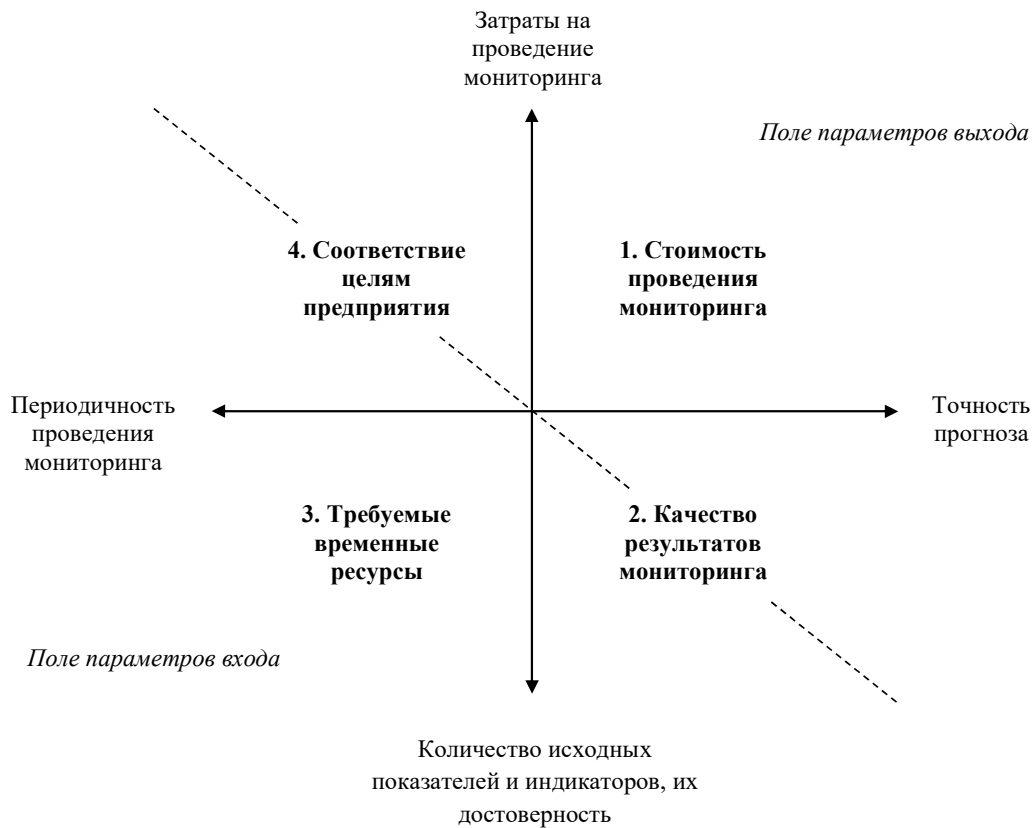 Затраты на
проведение
мониторинга
Поле параметров выхода
4. Соответствие
целям
предприятия
1. Стоимость
проведения
мониторинга
Периодичность
проведения
мониторинга
Точность
прогноза
3. Требуемые
временные
ресурсы
2. Качество
результатов
мониторинга
Поле параметров входа
Количество исходных
показателей и индикаторов, их
достоверность